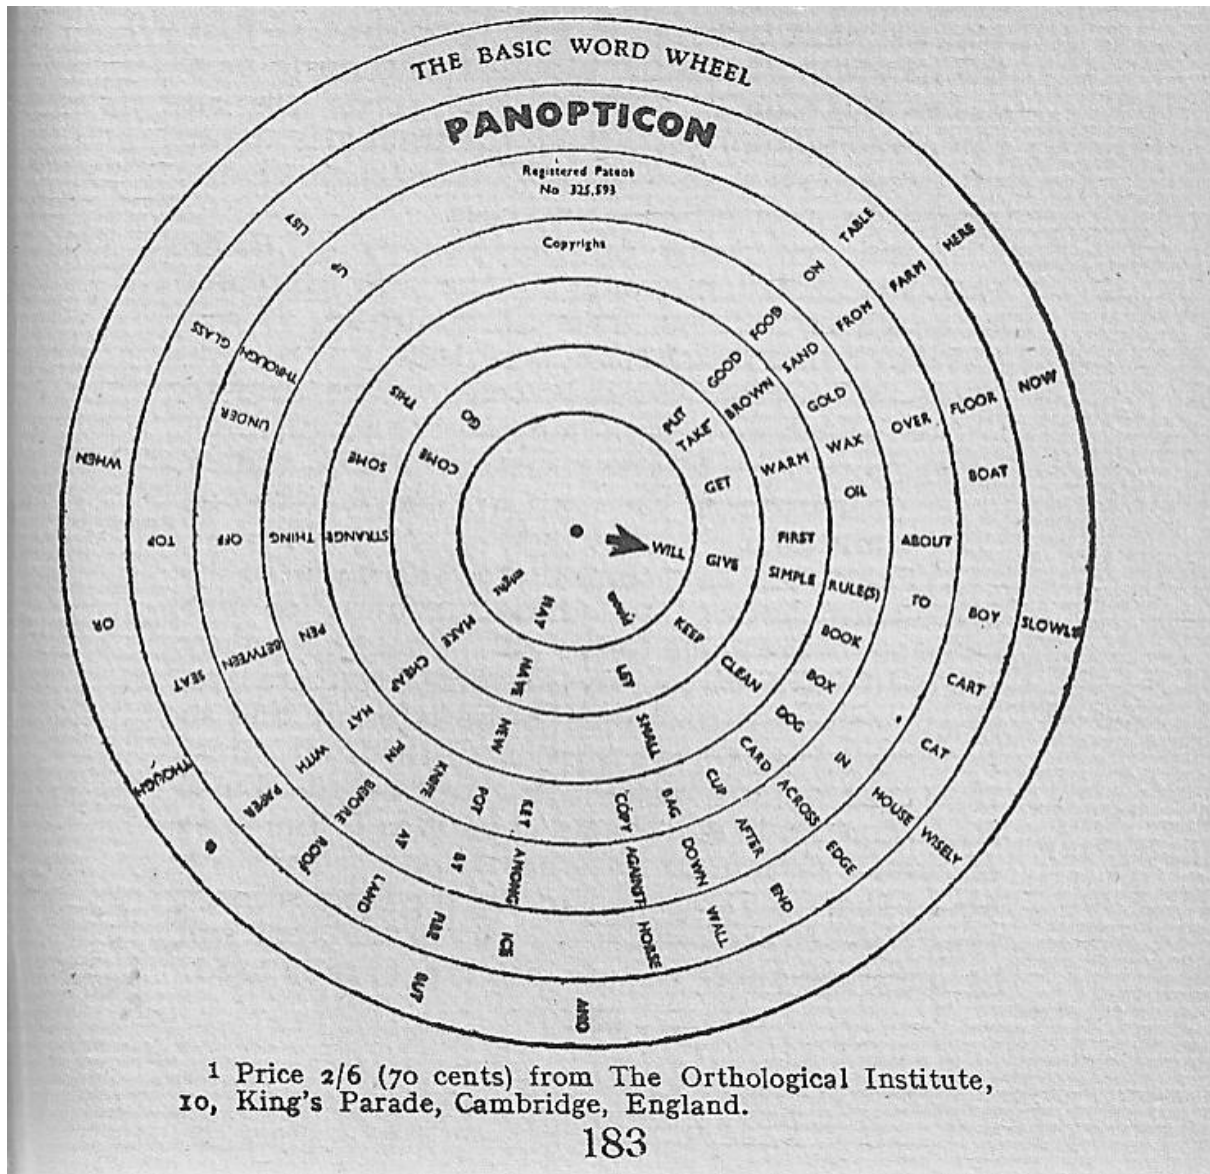 THE BASIC WORD WHEEL
PANOPTICON
Registered Patent
No 325,593
Copyright
HERE
NOW
SLOWLY
WISELY
AND
BUT
THOUGH
OR
WHEN
TABLE
FARM
FLOOR
BOAT
BOY
CART
CAT
HOUSE
EDGE
END
WALL
HORSE
ICE
LAND
ROOF
PAPER
SEAT
TOP
GLASS
LIST
ON
FROM
OVER
ABOUT
TO
IN
ACROSS
AFTER
DOWN
AGAINST
AMONG
BY
AT
BEFORE
WITH
BETWEEN
OFF
UNDER
THROUGH
UP
FOOD
SAND
GOLD
WAX
OIL
RULE(S)
BOOK
BOX
DOG
CARD
CUP
BAG
COPY
POT
KNIFE
PIN
HAT
PEN
THING
GOOD
BROWN
WARM
FIRST
SIMPLE
CLEAN
SMALL
NEW
CHEAP
STRANGE
SOME
THIS
PUT
TAKE
GET
GIVE
KEEP
LET
HAVE
MAKE
COME
GO
WILL
MAY
might
1 Price 2/6 (70 cents) from The Orthological Institute,
10, King's Parade, Cambridge, England.
183